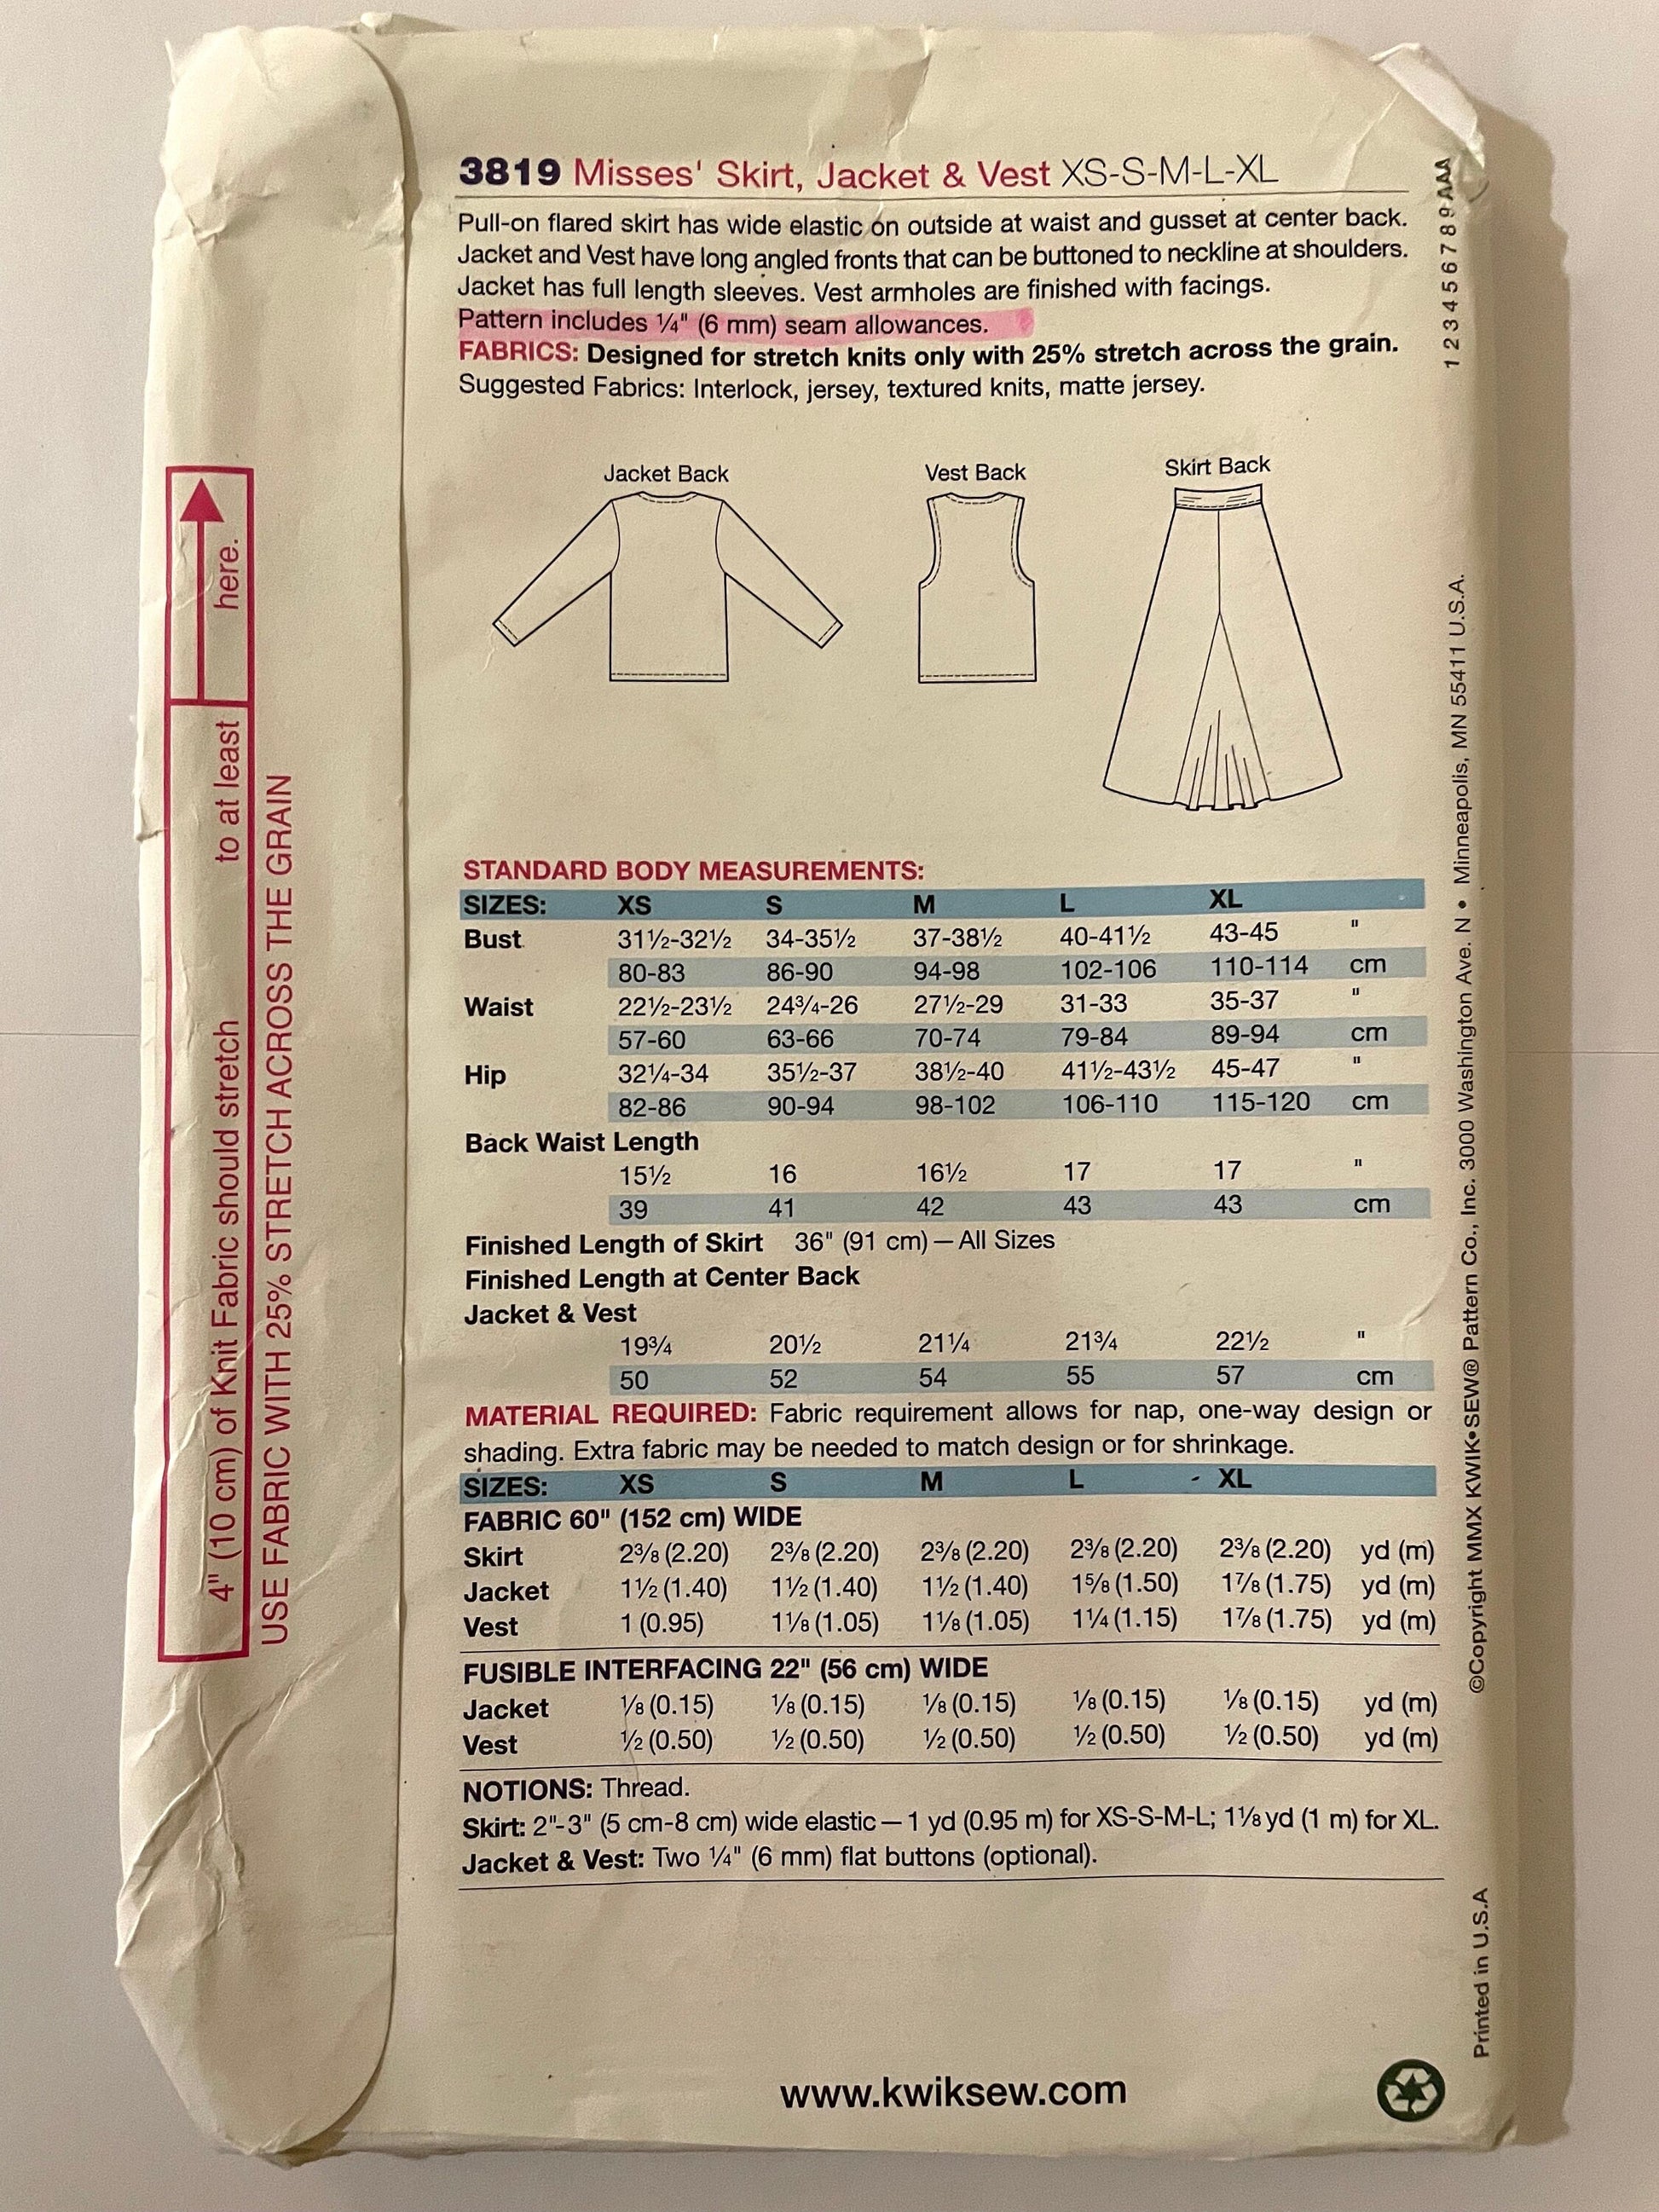 3819 Misses' Skirt, Jacket & Vest XS-S-M-L-XL
Pull-on flared skirt has wide elastic on outside at waist and gusset at center back.
Jacket and Vest have long angled fronts that can be buttoned to neckline at shoulders.
Jacket has full length sleeves. Vest armholes are finished with facings.
Pattern includes ¼" (6 mm) seam allowances.
FABRICS: Designed for stretch knits only with 25% stretch across the grain.
Suggested Fabrics: Interlock, jersey, textured knits, matte jersey.
Jacket Back Vest Back Skirt Back
STANDARD BODY MEASUREMENTS:
SIZES: XS S M L XL
Bust 31½-32½ 34-35½ 37-38½ 40-41½ 43-45 "
80-83 86-90 94-98 102-106 110-114 cm
Waist 22½-23½ 24¾-26 27½-29 31-33 35-37 "
57-60 63-66 70-74 79-84 89-94 cm
Hip 32¼-34 35½-37 38½-40 41½-43½ 45-47 "
82-86 90-94 98-102 106-110 115-120 cm
Back Waist Length
15½ 16 16½ 17 17 "
39 41 42 43 43 cm
Finished Length of Skirt 36" (91 cm) — All Sizes
Finished Length at Center Back
Jacket & Vest
19¾ 20½ 21¼ 21¾ 22½ "
50 52 54 55 57 cm
MATERIAL REQUIRED: Fabric requirement allows for nap, one-way design or
shading. Extra fabric may be needed to match design or for shrinkage.
SIZES: XS S M L XL
FABRIC 60" (152 cm) WIDE
Skirt 2⅜ (2.20) 2⅜ (2.20) 2⅜ (2.20) 2⅜ (2.20) 2⅜ (2.20) yd (m)
Jacket 1½ (1.40) 1½ (1.40) 1½ (1.40) 1⅝ (1.50) 1⅞ (1.75) yd (m)
Vest 1 (0.95) 1⅛ (1.05) 1⅛ (1.05) 1¼ (1.15) 1⅞ (1.75) yd (m)
FUSIBLE INTERFACING 22" (56 cm) WIDE
Jacket ⅛ (0.15) ⅛ (0.15) ⅛ (0.15) ⅛ (0.15) ⅛ (0.15) yd (m)
Vest ½ (0.50) ½ (0.50) ½ (0.50) ½ (0.50) ½ (0.50) yd (m)
NOTIONS: Thread.
Skirt: 2"-3" (5 cm-8 cm) wide elastic — 1 yd (0.95 m) for XS-S-M-L; 1⅛ yd (1 m) for XL.
Jacket & Vest: Two ¼" (6 mm) flat buttons (optional).
www.kwiksew.com
4" (10 cm) of Knit Fabric should stretch to at least here.
USE FABRIC WITH 25% STRETCH ACROSS THE GRAIN
1 2 3 4 5 6 7 8 9 AAA
©Copyright MMX KWIK•SEW® Pattern Co., Inc. 3000 Washington Ave. N • Minneapolis, MN 55411 U.S.A.
Printed in U.S.A